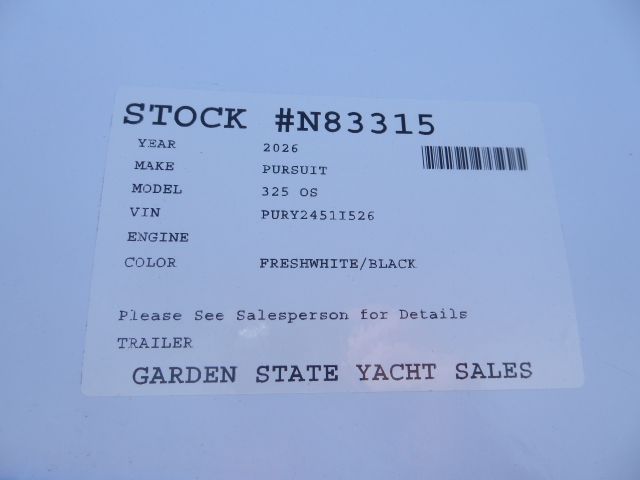 STOCK #N83315
YEAR 2026
MAKE PURSUIT
MODEL 325 OS
VIN PURY2451I526
ENGINE
COLOR FRESHWHITE/BLACK
Please See Salesperson for Details
TRAILER
GARDEN STATE YACHT SALES